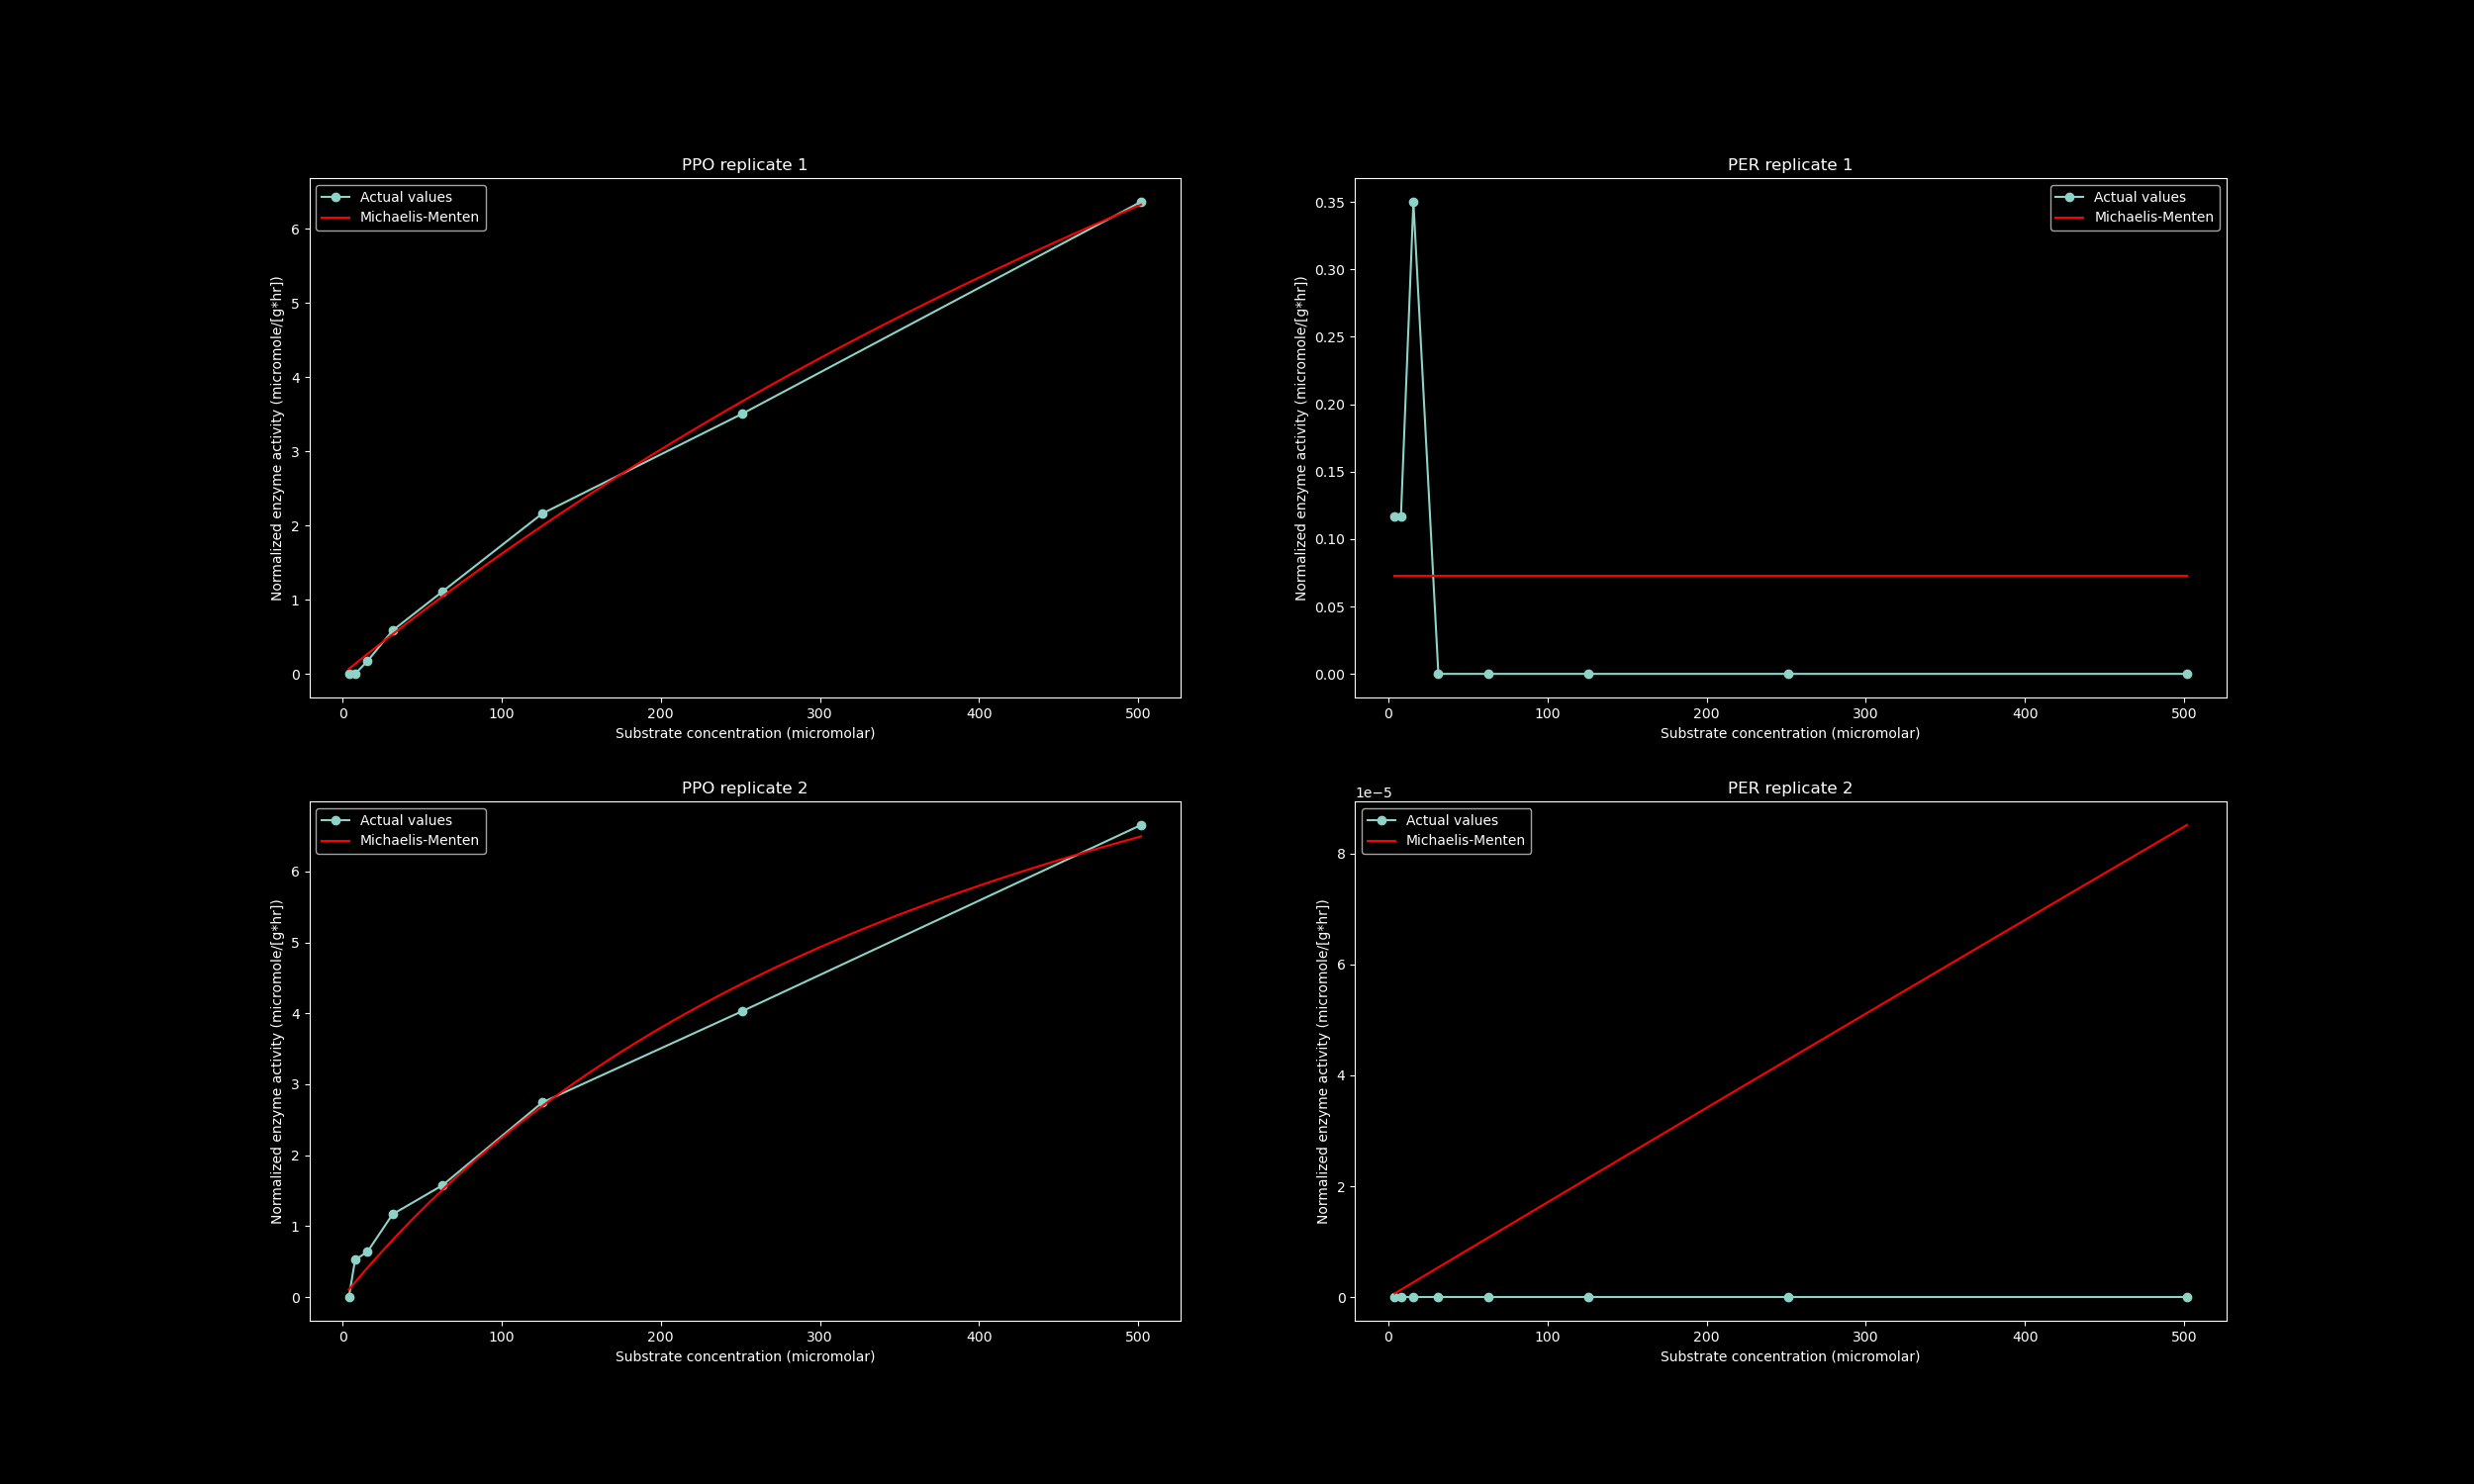 PPO replicate 1
Actual values
Michaelis-Menten
Normalized enzyme activity (micromole/[g*hr])
6
5
4
3
2
1
0
0 100 200 300 400 500
Substrate concentration (micromolar)
PER replicate 1
Actual values
Michaelis-Menten
Normalized enzyme activity (micromole/[g*hr])
0.35
0.30
0.25
0.20
0.15
0.10
0.05
0.00
0 100 200 300 400 500
Substrate concentration (micromolar)
PPO replicate 2
Actual values
Michaelis-Menten
Normalized enzyme activity (micromole/[g*hr])
6
5
4
3
2
1
0
0 100 200 300 400 500
Substrate concentration (micromolar)
PER replicate 2
1e−5
Actual values
Michaelis-Menten
Normalized enzyme activity (micromole/[g*hr])
8
6
4
2
0
0 100 200 300 400 500
Substrate concentration (micromolar)